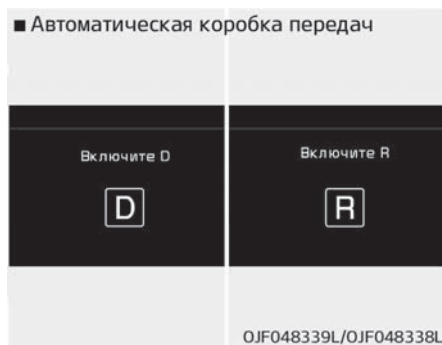 ■ Автоматическая коробка передач
Включите D
D
Включите R
R
OJF048339L/OJF048338L